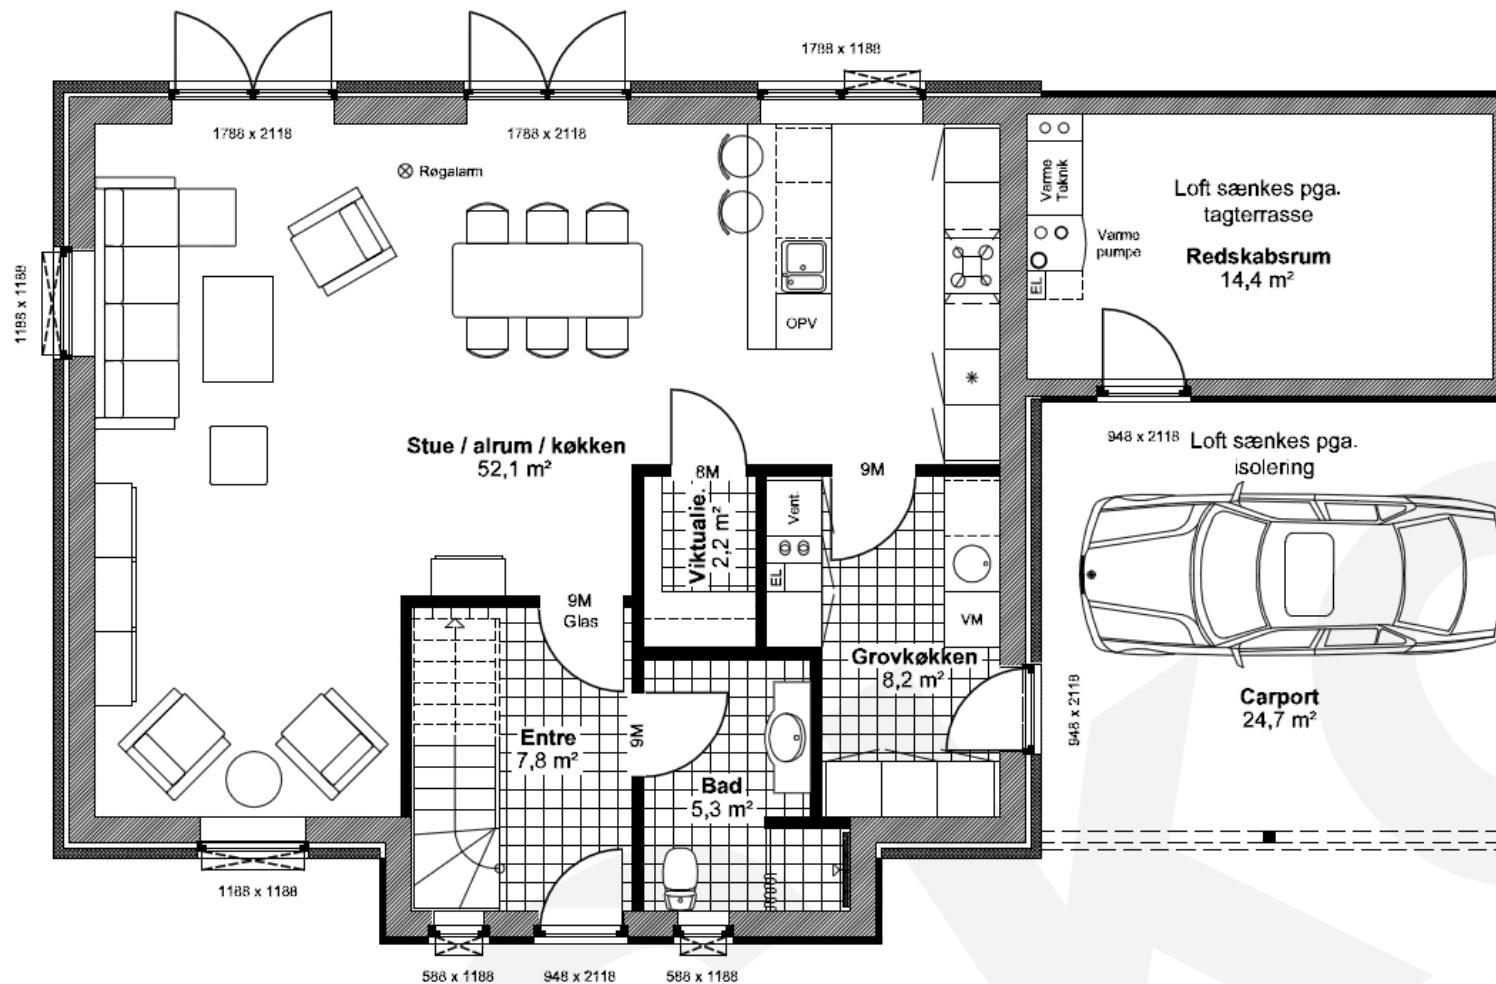 1788 x 1188
1788 x 2118
1788 x 2118
Røgalarm
Varme
Teknik
Varme
pumpe
EL
Loft sænkes pga.
tagterrasse
Redskabsrum
14,4 m²
1188 x 1188
OPV
Stue / alrum / køkken
52,1 m²
948 x 2118
Loft sænkes pga.
isolering
8M
9M
Viktualie.
2,2 m²
Vent.
EL
9M
Glas
VM
Grovkøkken
8,2 m²
948 x 2118
Carport
24,7 m²
Entre
7,8 m²
9M
Bad
5,3 m²
1188 x 1188
588 x 1188
948 x 2118
588 x 1188